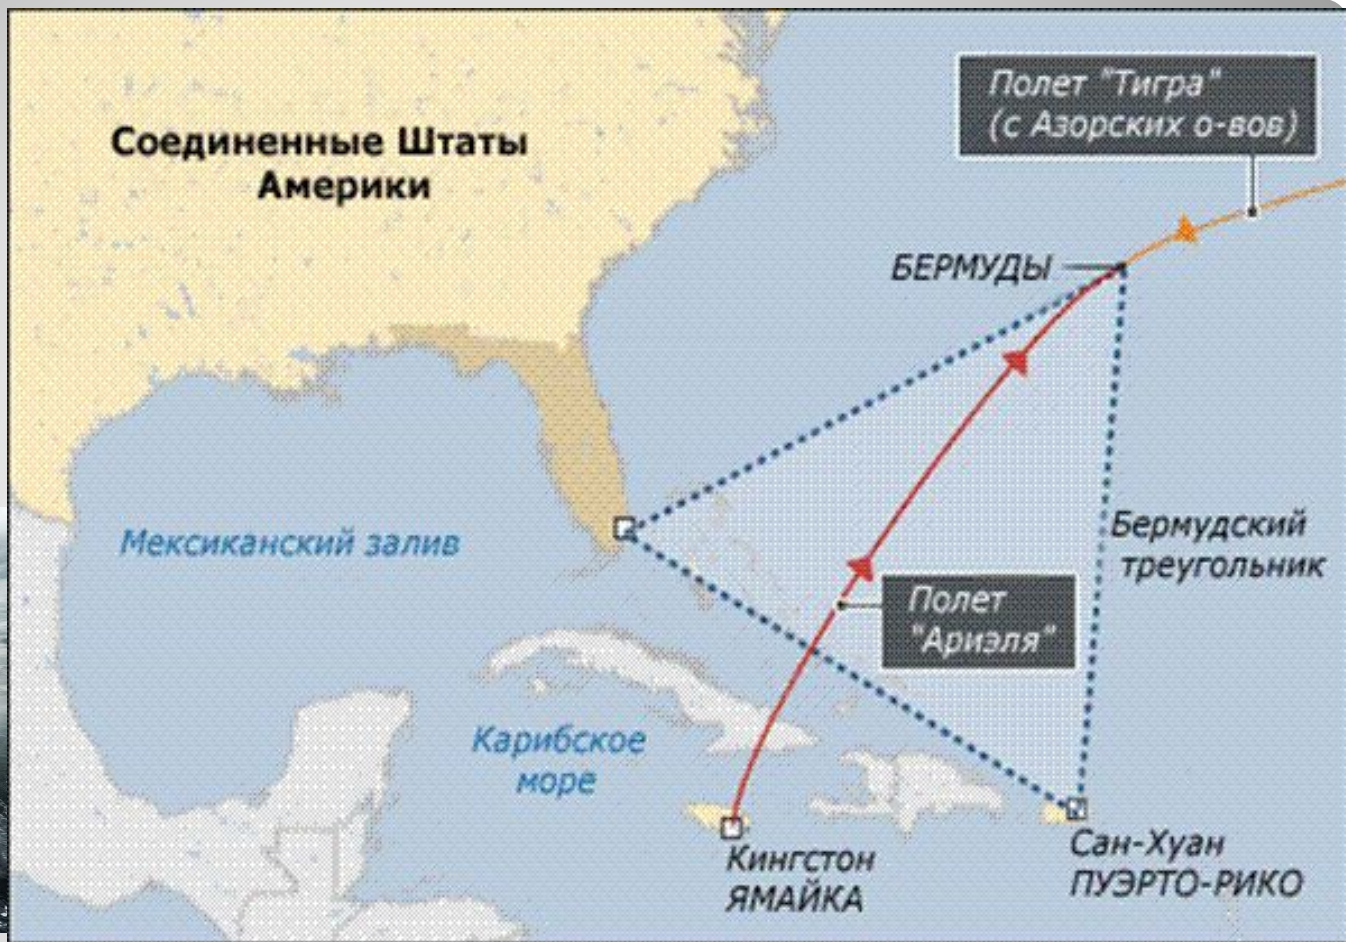 Соединенные Штаты
Америки
Полет "Тигра"
(с Азорских о-вов)
БЕРМУДЫ
Мексиканский залив
Бермудский
треугольник
Полет
"Ариэля"
Карибское
море
Кингстон
ЯМАЙКА
Сан-Хуан
ПУЭРТО-РИКО